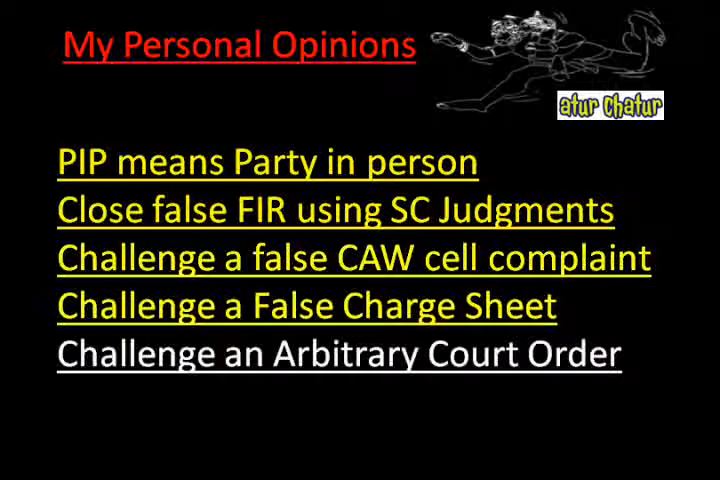 My Personal Opinions
atur chatur
PIP means Party in person
Close false FIR using SC Judgments
Challenge a false CAW cell complaint
Challenge a False Charge Sheet
Challenge an Arbitrary Court Order